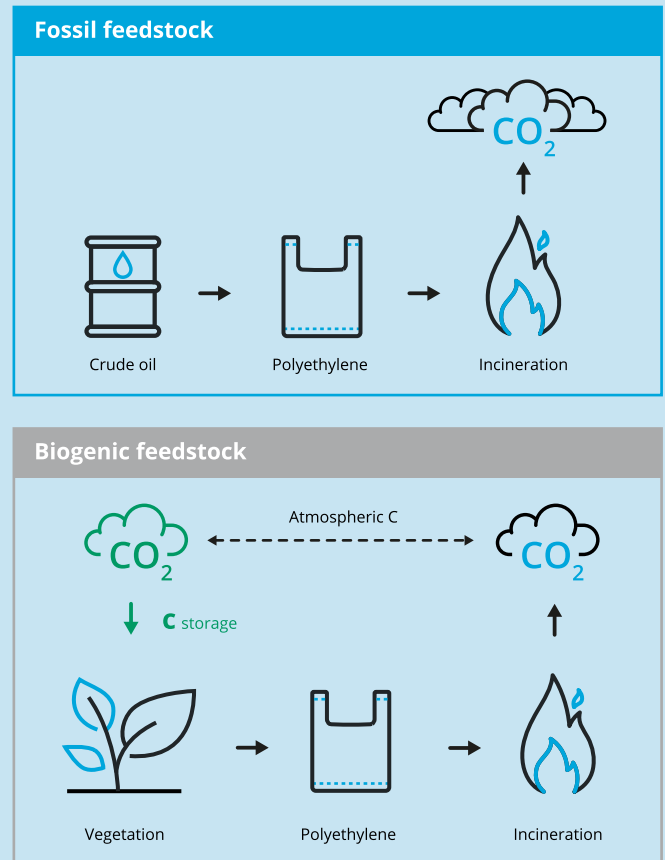 Fossil feedstock
CO2
Crude oil
Polyethylene
Incineration
Biogenic feedstock
CO2
Atmospheric C
CO2
C storage
Vegetation
Polyethylene
Incineration